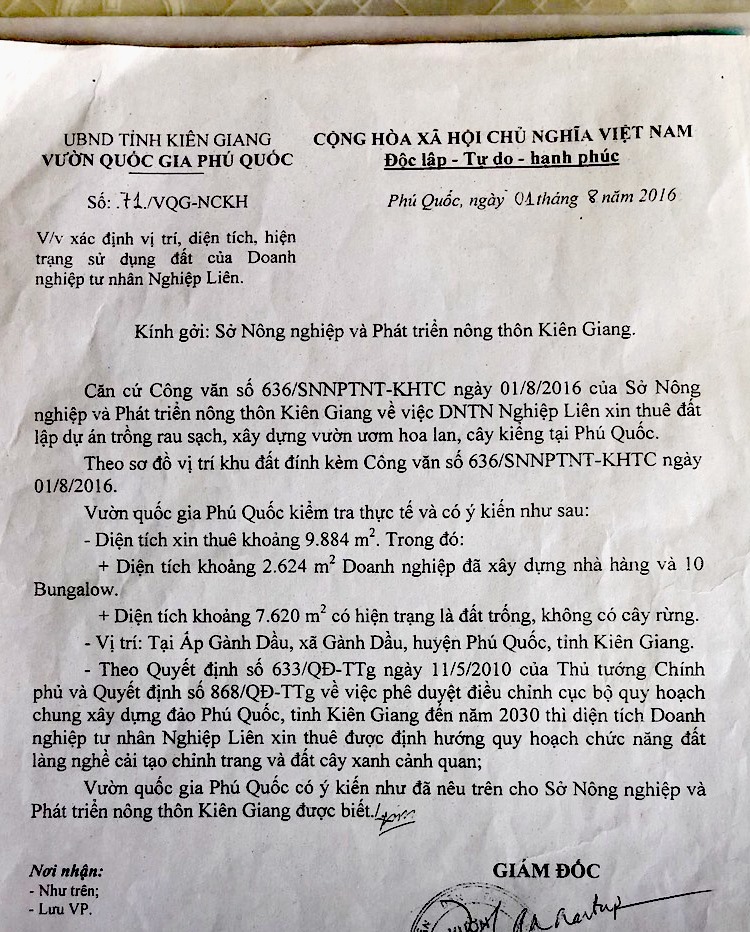 UBND TỈNH KIÊN GIANG
VƯỜN QUỐC GIA PHÚ QUỐC
CỘNG HÒA XÃ HỘI CHỦ NGHĨA VIỆT NAM
Độc lập - Tự do - hạnh phúc
Số: 71./VQG-NCKH
Phú Quốc, ngày 01 tháng 8 năm 2016
V/v xác định vị trí, diện tích, hiện
trạng sử dụng đất của Doanh
nghiệp tư nhân Nghiệp Liên.
Kính gởi: Sở Nông nghiệp và Phát triển nông thôn Kiên Giang.
Căn cứ Công văn số 636/SNNPTNT-KHTC ngày 01/8/2016 của Sở Nông
nghiệp và Phát triển nông thôn Kiên Giang về việc DNTN Nghiệp Liên xin thuê đất
lập dự án trồng rau sạch, xây dựng vườn ươm hoa lan, cây kiểng tại Phú Quốc.
Theo sơ đồ vị trí khu đất đính kèm Công văn số 636/SNNPTNT-KHTC ngày
01/8/2016.
Vườn quốc gia Phú Quốc kiểm tra thực tế và có ý kiến như sau:
- Diện tích xin thuê khoảng 9.884 m². Trong đó:
+ Diện tích khoảng 2.624 m² Doanh nghiệp đã xây dựng nhà hàng và 10
Bungalow.
+ Diện tích khoảng 7.620 m² có hiện trạng là đất trống, không có cây rừng.
- Vị trí: Tại Ấp Gành Dầu, xã Gành Dầu, huyện Phú Quốc, tỉnh Kiên Giang.
- Theo Quyết định số 633/QĐ-TTg ngày 11/5/2010 của Thủ tướng Chính
phủ và Quyết định số 868/QĐ-TTg về việc phê duyệt điều chỉnh cục bộ quy hoạch
chung xây dựng đảo Phú Quốc, tỉnh Kiên Giang đến năm 2030 thì diện tích Doanh
nghiệp tư nhân Nghiệp Liên xin thuê được định hướng quy hoạch chức năng đất
làng nghề cải tạo chỉnh trang và đất cây xanh cảnh quan;
Vườn quốc gia Phú Quốc có ý kiến như đã nêu trên cho Sở Nông nghiệp và
Phát triển nông thôn Kiên Giang được biết./
Nơi nhận:
- Như trên;
- Lưu VP.
GIÁM ĐỐC